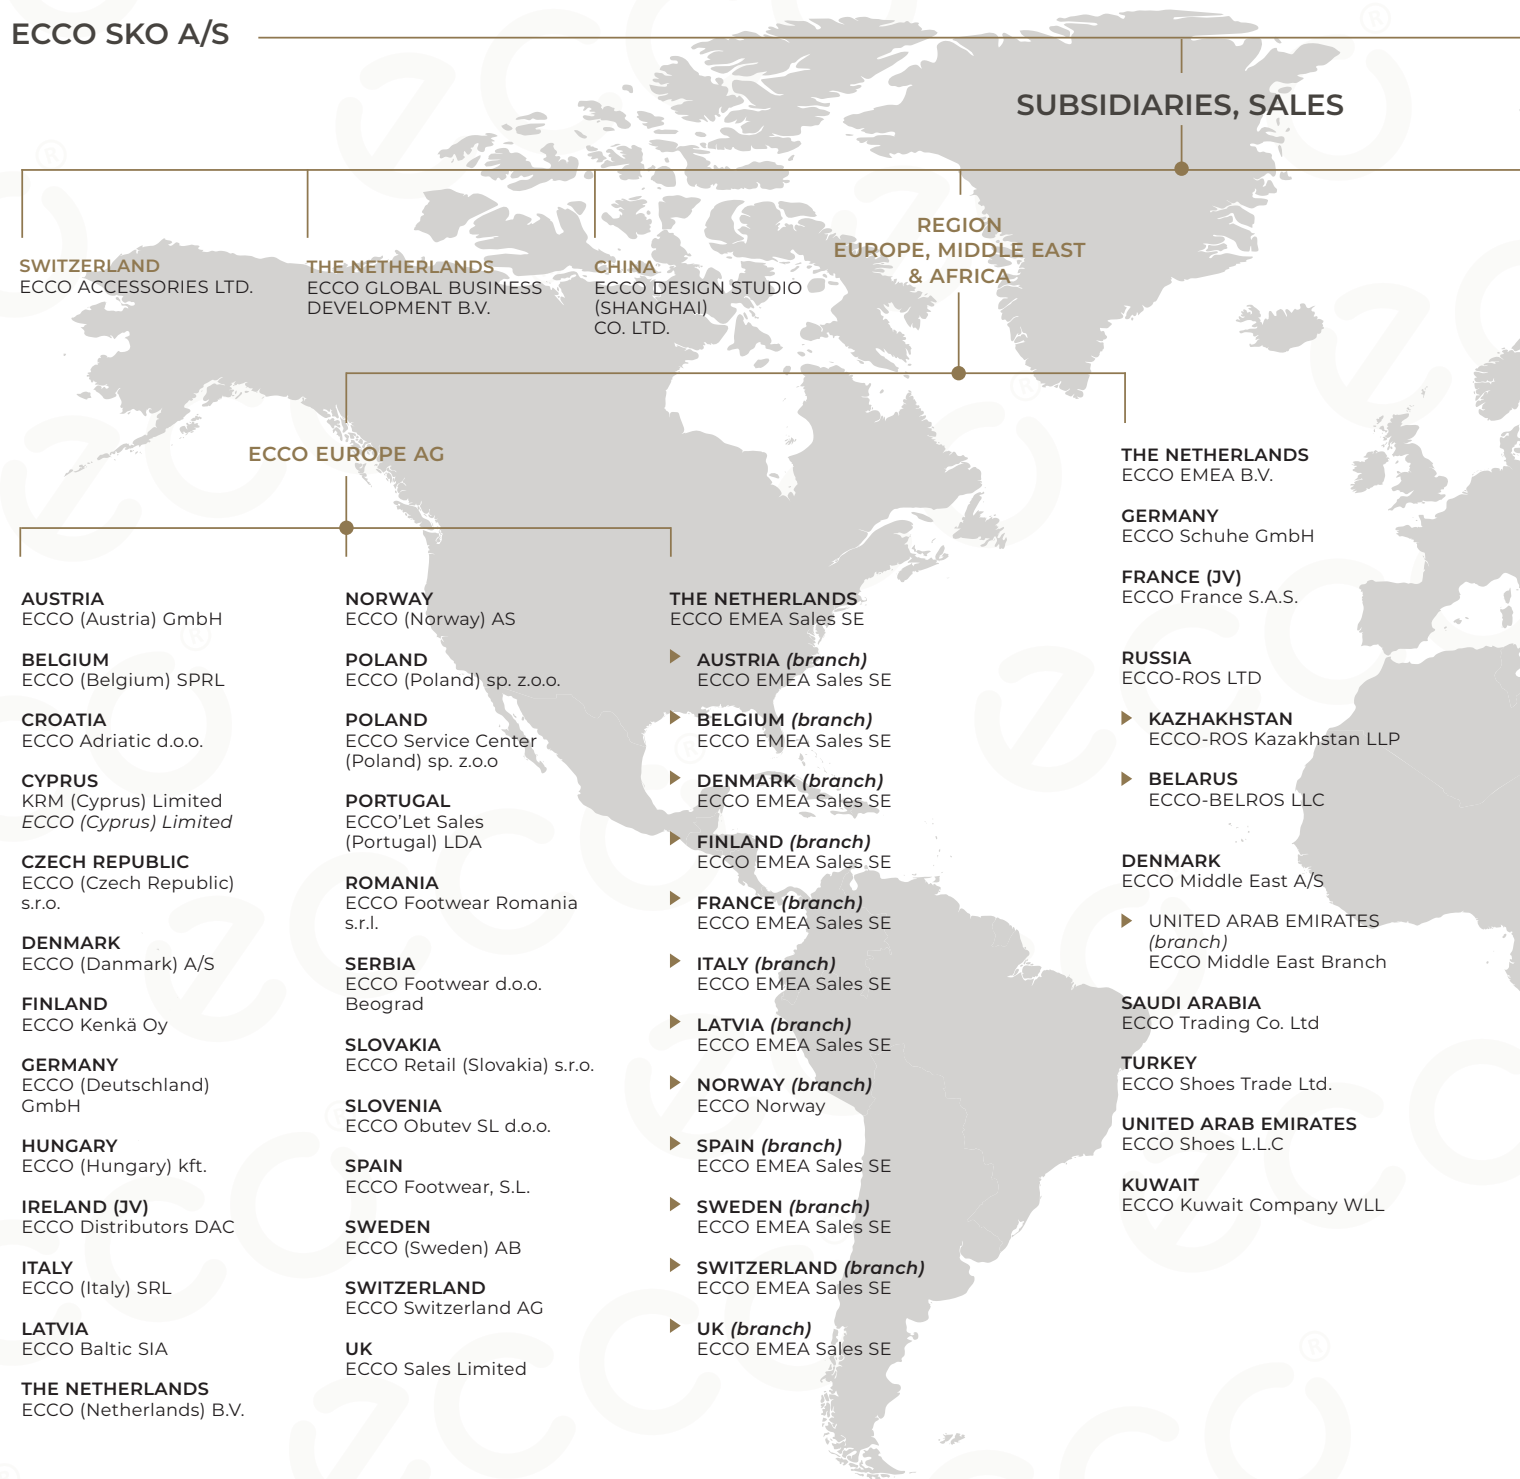 ECCO SKO A/S
SUBSIDIARIES, SALES
SWITZERLAND
ECCO ACCESSORIES LTD.
THE NETHERLANDS
ECCO GLOBAL BUSINESS
DEVELOPMENT B.V.
CHINA
ECCO DESIGN STUDIO
(SHANGHAI)
CO. LTD.
REGION
EUROPE, MIDDLE EAST
& AFRICA
ECCO EUROPE AG
AUSTRIA
ECCO (Austria) GmbH
BELGIUM
ECCO (Belgium) SPRL
CROATIA
ECCO Adriatic d.o.o.
CYPRUS
KRM (Cyprus) Limited
ECCO (Cyprus) Limited
CZECH REPUBLIC
ECCO (Czech Republic)
s.r.o.
DENMARK
ECCO (Danmark) A/S
FINLAND
ECCO Kenkä Oy
GERMANY
ECCO (Deutschland)
GmbH
HUNGARY
ECCO (Hungary) kft.
IRELAND (JV)
ECCO Distributors DAC
ITALY
ECCO (Italy) SRL
LATVIA
ECCO Baltic SIA
THE NETHERLANDS
ECCO (Netherlands) B.V.
NORWAY
ECCO (Norway) AS
POLAND
ECCO (Poland) sp. z.o.o.
POLAND
ECCO Service Center
(Poland) sp. z.o.o
PORTUGAL
ECCO’Let Sales
(Portugal) LDA
ROMANIA
ECCO Footwear Romania
s.r.l.
SERBIA
ECCO Footwear d.o.o.
Beograd
SLOVAKIA
ECCO Retail (Slovakia) s.r.o.
SLOVENIA
ECCO Obutev SL d.o.o.
SPAIN
ECCO Footwear, S.L.
SWEDEN
ECCO (Sweden) AB
SWITZERLAND
ECCO Switzerland AG
UK
ECCO Sales Limited
THE NETHERLANDS
ECCO EMEA Sales SE
AUSTRIA (branch)
ECCO EMEA Sales SE
BELGIUM (branch)
ECCO EMEA Sales SE
DENMARK (branch)
ECCO EMEA Sales SE
FINLAND (branch)
ECCO EMEA Sales SE
FRANCE (branch)
ECCO EMEA Sales SE
ITALY (branch)
ECCO EMEA Sales SE
LATVIA (branch)
ECCO EMEA Sales SE
NORWAY (branch)
ECCO Norway
SPAIN (branch)
ECCO EMEA Sales SE
SWEDEN (branch)
ECCO EMEA Sales SE
SWITZERLAND (branch)
ECCO EMEA Sales SE
UK (branch)
ECCO EMEA Sales SE
THE NETHERLANDS
ECCO EMEA B.V.
GERMANY
ECCO Schuhe GmbH
FRANCE (JV)
ECCO France S.A.S.
RUSSIA
ECCO-ROS LTD
KAZHAKHSTAN
ECCO-ROS Kazakhstan LLP
BELARUS
ECCO-BELROS LLC
DENMARK
ECCO Middle East A/S
UNITED ARAB EMIRATES
(branch)
ECCO Middle East Branch
SAUDI ARABIA
ECCO Trading Co. Ltd
TURKEY
ECCO Shoes Trade Ltd.
UNITED ARAB EMIRATES
ECCO Shoes L.L.C
KUWAIT
ECCO Kuwait Company WLL